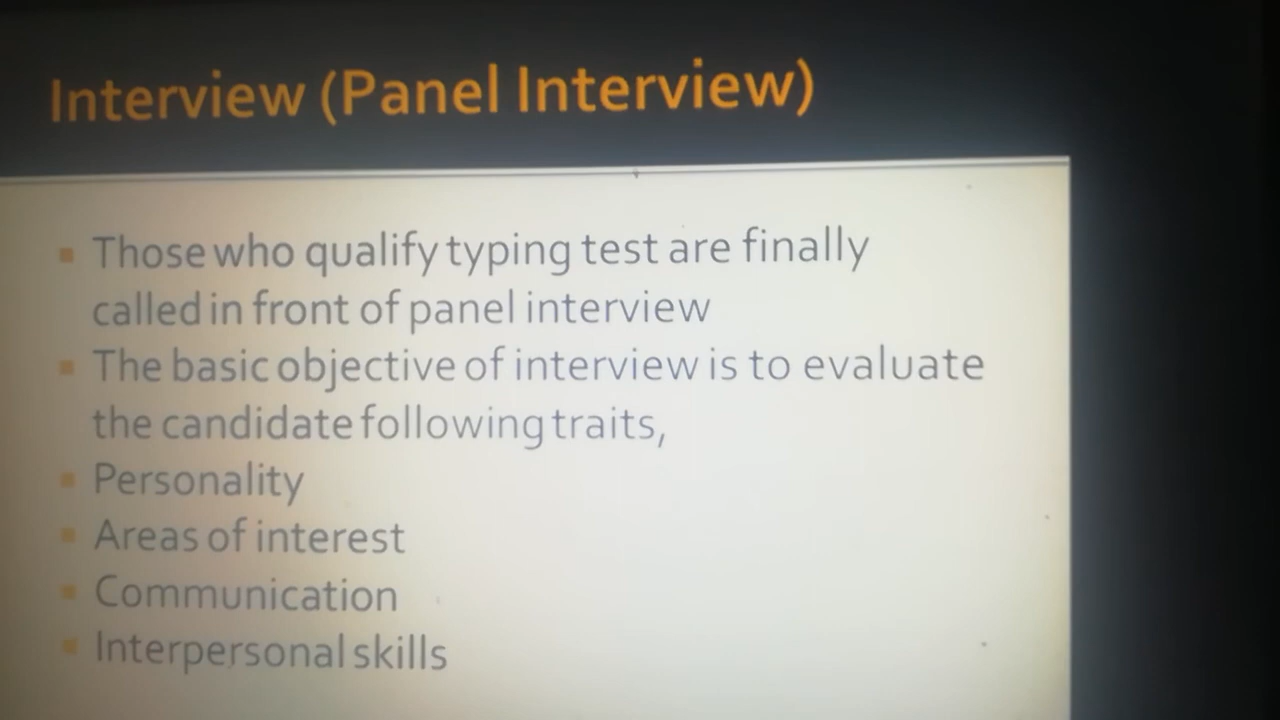 Interview (Panel Interview)
Those who qualify typing test are finally
called in front of panel interview
The basic objective of interview is to evaluate
the candidate following traits,
Personality
Areas of interest
Communication
Interpersonal skills